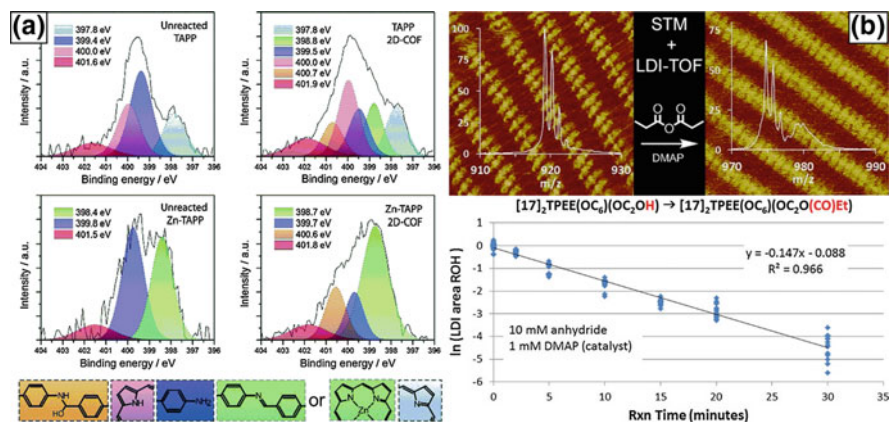 (a)
Unreacted
TAPP
397.8 eV
399.4 eV
400.0 eV
401.6 eV
Intensity / a.u.
404 403 402 401 400 399 398 397 396
Binding energy / eV
TAPP
2D-COF
397.8 eV
398.8 eV
399.5 eV
400.0 eV
400.7 eV
401.9 eV
Intensity / a.u.
404 403 402 401 400 399 398 397 396
Binding energy / eV
Unreacted
Zn-TAPP
398.4 eV
399.8 eV
401.5 eV
Intensity / a.u.
404 403 402 401 400 399 398 397 396
Binding energy / eV
Zn-TAPP
2D-COF
398.7 eV
399.7 eV
400.6 eV
401.8 eV
Intensity / a.u.
404 403 402 401 400 399 398 397 396
Binding energy / eV
NH
HO
NH
NH₂
N
or
N
N
N
Zr
N
(b)
100
75
50
25
0
910 920 930
m/z
STM
+
LDI-TOF
O O
O
DMAP
75
50
25
0
970 980 990
m/z
[17]₂TPEE(OC₆)(OC₂OH) → [17]₂TPEE(OC₆)(OC₂O(CO)Et)
ln (LDI area ROH)
0
-1
-2
-3
-4
-5
-6
y = -0.147x - 0.088
R² = 0.966
10 mM anhydride
1 mM DMAP (catalyst)
0 5 10 15 20 25 30 35
Rxn Time (minutes)